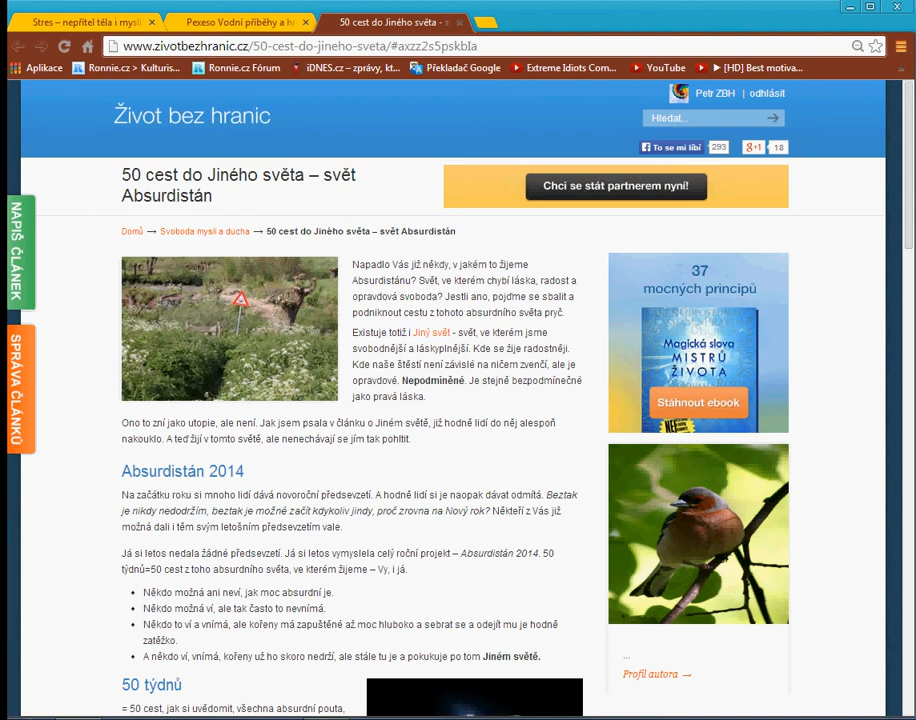 Stres – nepřítel těla i mysli
Pexeso Vodní příběhy a h
50 cest do Jiného světa - s
www.zivotbezhranic.cz/50-cest-do-jineho-sveta/#axzz2s5pskbIa
Aplikace
Ronnie.cz > Kulturis...
Ronnie.cz Fórum
iDNES.cz – zprávy, kt...
Překladač Google
Extreme Idiots Com...
YouTube
► [HD] Best motiva...
Petr ZBH | odhlásit
Život bez hranic
Hledat...
To se mi líbí 293
g+1 18
50 cest do Jiného světa – svět
Absurdistán
Chci se stát partnerem nyní!
Domů → Svoboda mysli a ducha → 50 cest do Jiného světa – svět Absurdistán
NAPIŠ ČLÁNEK
SPRÁVA ČLÁNKŮ
Napadlo Vás již někdy, v jakém to žijeme
Absurdistánu? Svět, ve kterém chybí láska, radost a
opravdová svoboda? Jestli ano, pojďme se sbalit a
podniknout cestu z tohoto absurdního světa pryč.
Existuje totiž i Jiný svět - svět, ve kterém jsme
svobodnější a láskyplnější. Kde se žije radostněji.
Kde naše štěstí není závislé na ničem zvenčí, ale je
opravdové. Nepodmíněné. Je stejně bezpodmínečné
jako pravá láska.
Ono to zní jako utopie, ale není. Jak jsem psala v článku o Jiném světě, již hodně lidí do něj alespoň
nakouklo. A teď žijí v tomto světě, ale nenechávají se jím tak pohltit.
Absurdistán 2014
Na začátku roku si mnoho lidí dává novoroční předsevzetí. A hodně lidí si je naopak dávat odmítá. Beztak
je nikdy nedodržím, beztak je možné začít kdykoliv jindy, proč zrovna na Nový rok? Někteří z Vás již
možná dali i těm svým letošním předsevzetím vale.
Já si letos nedala žádné předsevzetí. Já si letos vymyslela celý roční projekt – Absurdistán 2014. 50
týdnů=50 cest z toho absurdního světa, ve kterém žijeme – Vy, i já.
• Někdo možná ani neví, jak moc absurdní je.
• Někdo možná ví, ale tak často to nevnímá.
• Někdo to ví a vnímá, ale kořeny má zapuštěné až moc hluboko a sebrat se a odejít mu je hodně
zatěžko.
• A někdo ví, vnímá, kořeny už ho skoro nedrží, ale stále tu je a pokukuje po tom Jiném světě.
50 týdnů
= 50 cest, jak si uvědomit, všechna absurdní pouta,
37
mocných principů
Magická slova
MISTRŮ
ŽIVOTA
Stáhnout ebook
...
Profil autora →